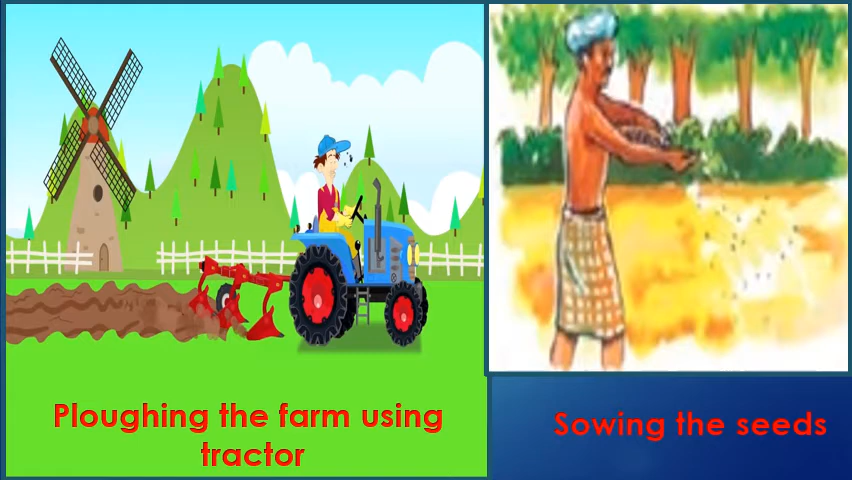 Ploughing the farm using
tractor
Sowing the seeds